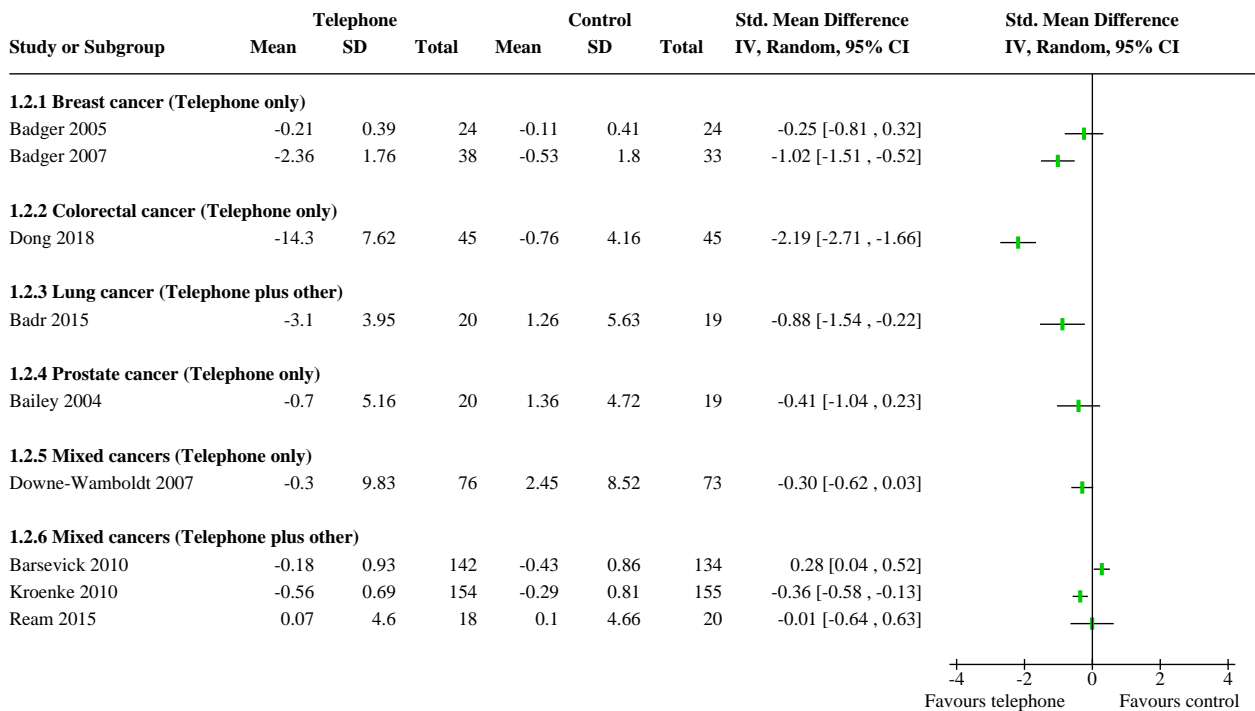 Telephone Control Std. Mean Difference Std. Mean Difference
Study or Subgroup Mean SD Total Mean SD Total IV, Random, 95% CI IV, Random, 95% CI
1.2.1 Breast cancer (Telephone only)
Badger 2005 -0.21 0.39 24 -0.11 0.41 24 -0.25 [-0.81 , 0.32]
Badger 2007 -2.36 1.76 38 -0.53 1.8 33 -1.02 [-1.51 , -0.52]
1.2.2 Colorectal cancer (Telephone only)
Dong 2018 -14.3 7.62 45 -0.76 4.16 45 -2.19 [-2.71 , -1.66]
1.2.3 Lung cancer (Telephone plus other)
Badr 2015 -3.1 3.95 20 1.26 5.63 19 -0.88 [-1.54 , -0.22]
1.2.4 Prostate cancer (Telephone only)
Bailey 2004 -0.7 5.16 20 1.36 4.72 19 -0.41 [-1.04 , 0.23]
1.2.5 Mixed cancers (Telephone only)
Downe-Wamboldt 2007 -0.3 9.83 76 2.45 8.52 73 -0.30 [-0.62 , 0.03]
1.2.6 Mixed cancers (Telephone plus other)
Barsevick 2010 -0.18 0.93 142 -0.43 0.86 134 0.28 [0.04 , 0.52]
Kroenke 2010 -0.56 0.69 154 -0.29 0.81 155 -0.36 [-0.58 , -0.13]
Ream 2015 0.07 4.6 18 0.1 4.66 20 -0.01 [-0.64 , 0.63]
-4 -2 0 2 4
Favours telephone Favours control